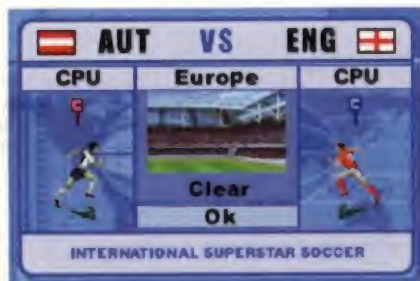 AUT VS ENG
CPU Europe CPU
C C
Clear
Ok
INTERNATIONAL SUPERSTAR SOCCER